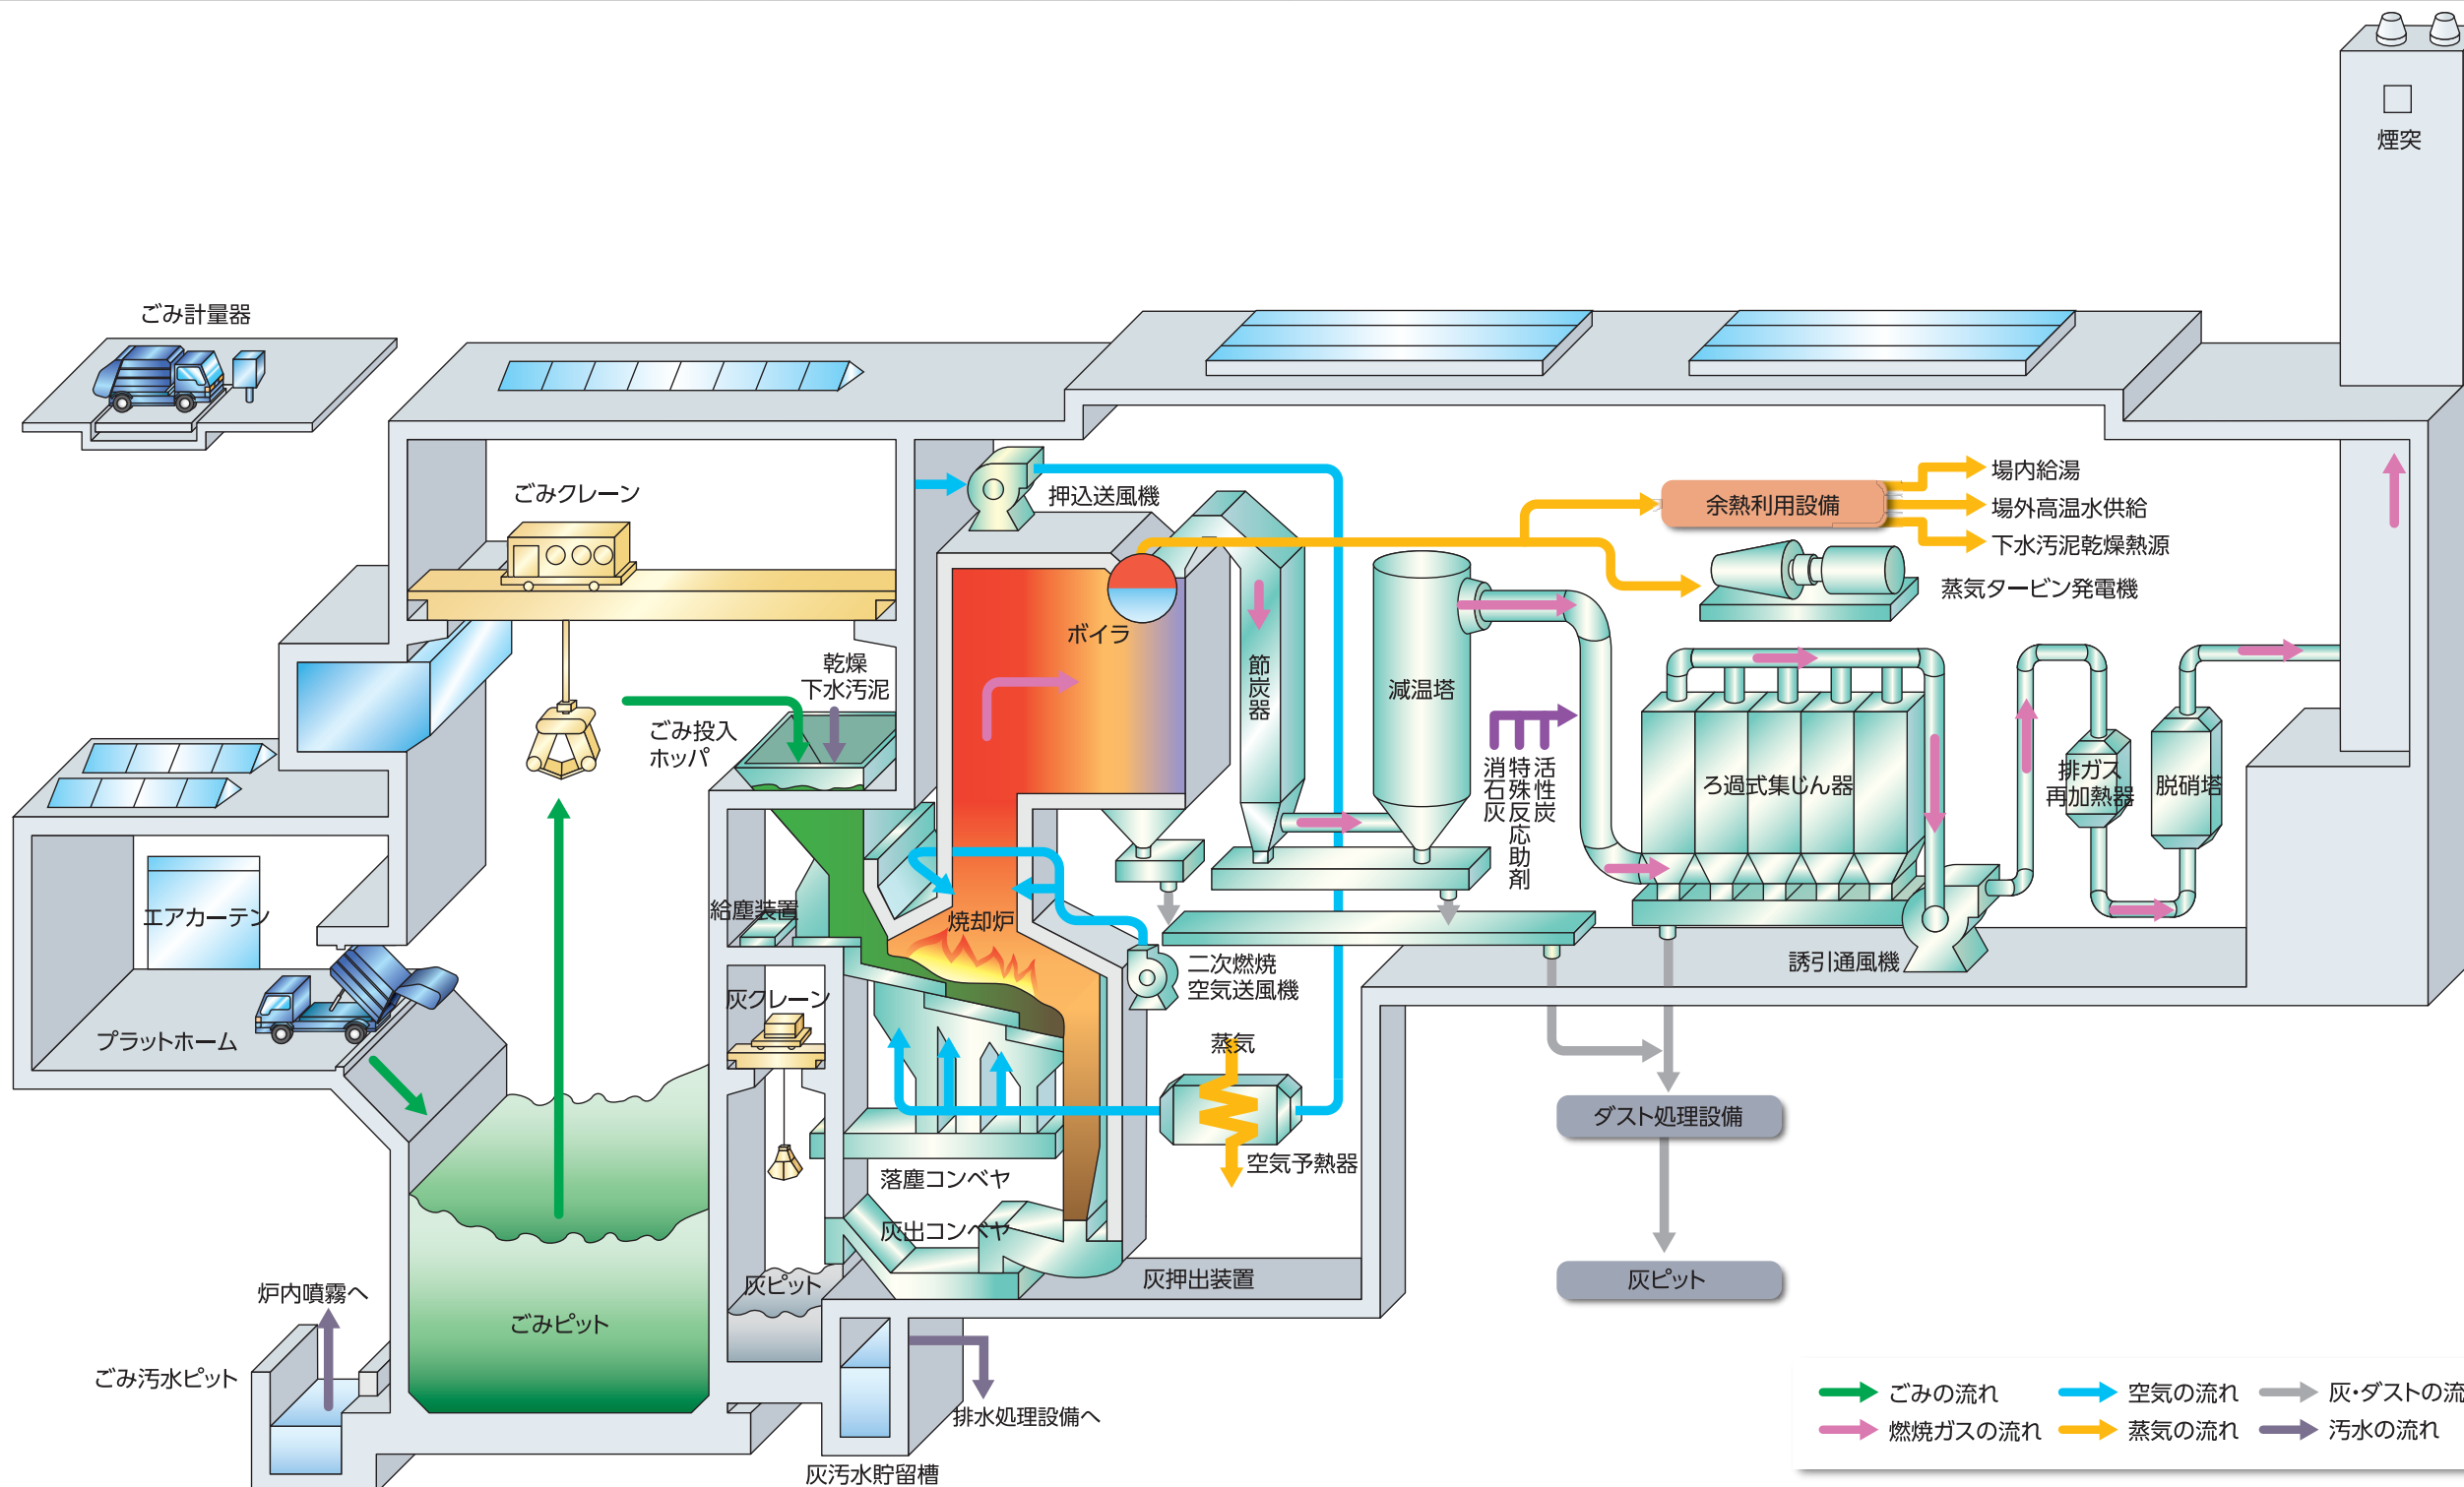 煙突
ごみ計量器
ごみクレーン
押込送風機
余熱利用設備
場内給湯
場外高温水供給
下水汚泥乾燥熱源
蒸気タービン発電機
ボイラ
乾燥
下水汚泥
ごみ投入
ホッパ
節炭器
減温塔
消石灰
特殊反応助剤
活性炭
ろ過式集じん器
排ガス
再加熱器
脱硝塔
エアカーテン
給塵装置
焼却炉
誘引通風機
二次燃焼
空気送風機
プラットホーム
灰クレーン
蒸気
空気予熱器
ダスト処理設備
落塵コンベヤ
灰出コンベヤ
灰押出装置
灰ピット
灰ピット
炉内噴霧へ
ごみピット
ごみ汚水ピット
排水処理設備へ
灰汚水貯留槽
ごみの流れ
空気の流れ
灰・ダストの流
燃焼ガスの流れ
蒸気の流れ
汚水の流れ